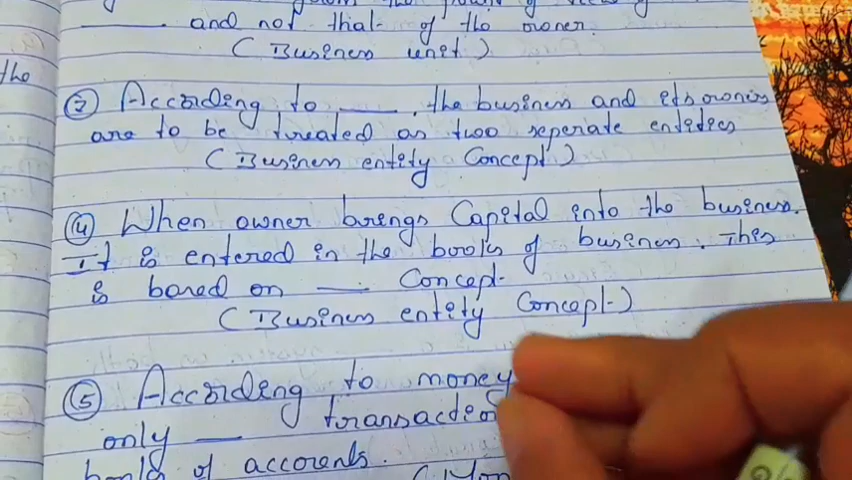 the
and not that of the owner.
( Business unit )
③ According to ___. the business and its owners
are to be treated as two seperate entities
( Business entity Concept )
④ When owner brings Capital into the business.
It is entered in the books of business. This
is based on ___ Concept.
( Business entity Concept )
⑤ According to money
only ___ transaction
books of accounts.
( Mon